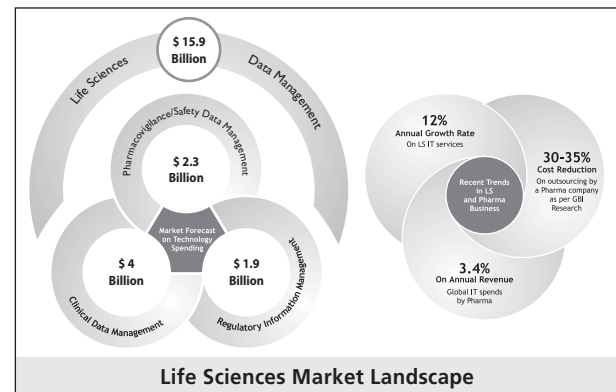 $ 15.9
Billion
Life Sciences
Data Management
Pharmacovigilance/Safety Data Management
$ 2.3
Billion
Market Forecast
on Technology
Spending
$ 4
Billion
Clinical Data Management
$ 1.9
Billion
Regulatory Information Management
12%
Annual Growth Rate
On LS IT services
30-35%
Cost Reduction
On outsourcing by
a Pharma company
as per GBI
Research
Recent Trends
in LS
and Pharma
Business
3.4%
On Annual Revenue
Global IT spends
by Pharma
Life Sciences Market Landscape